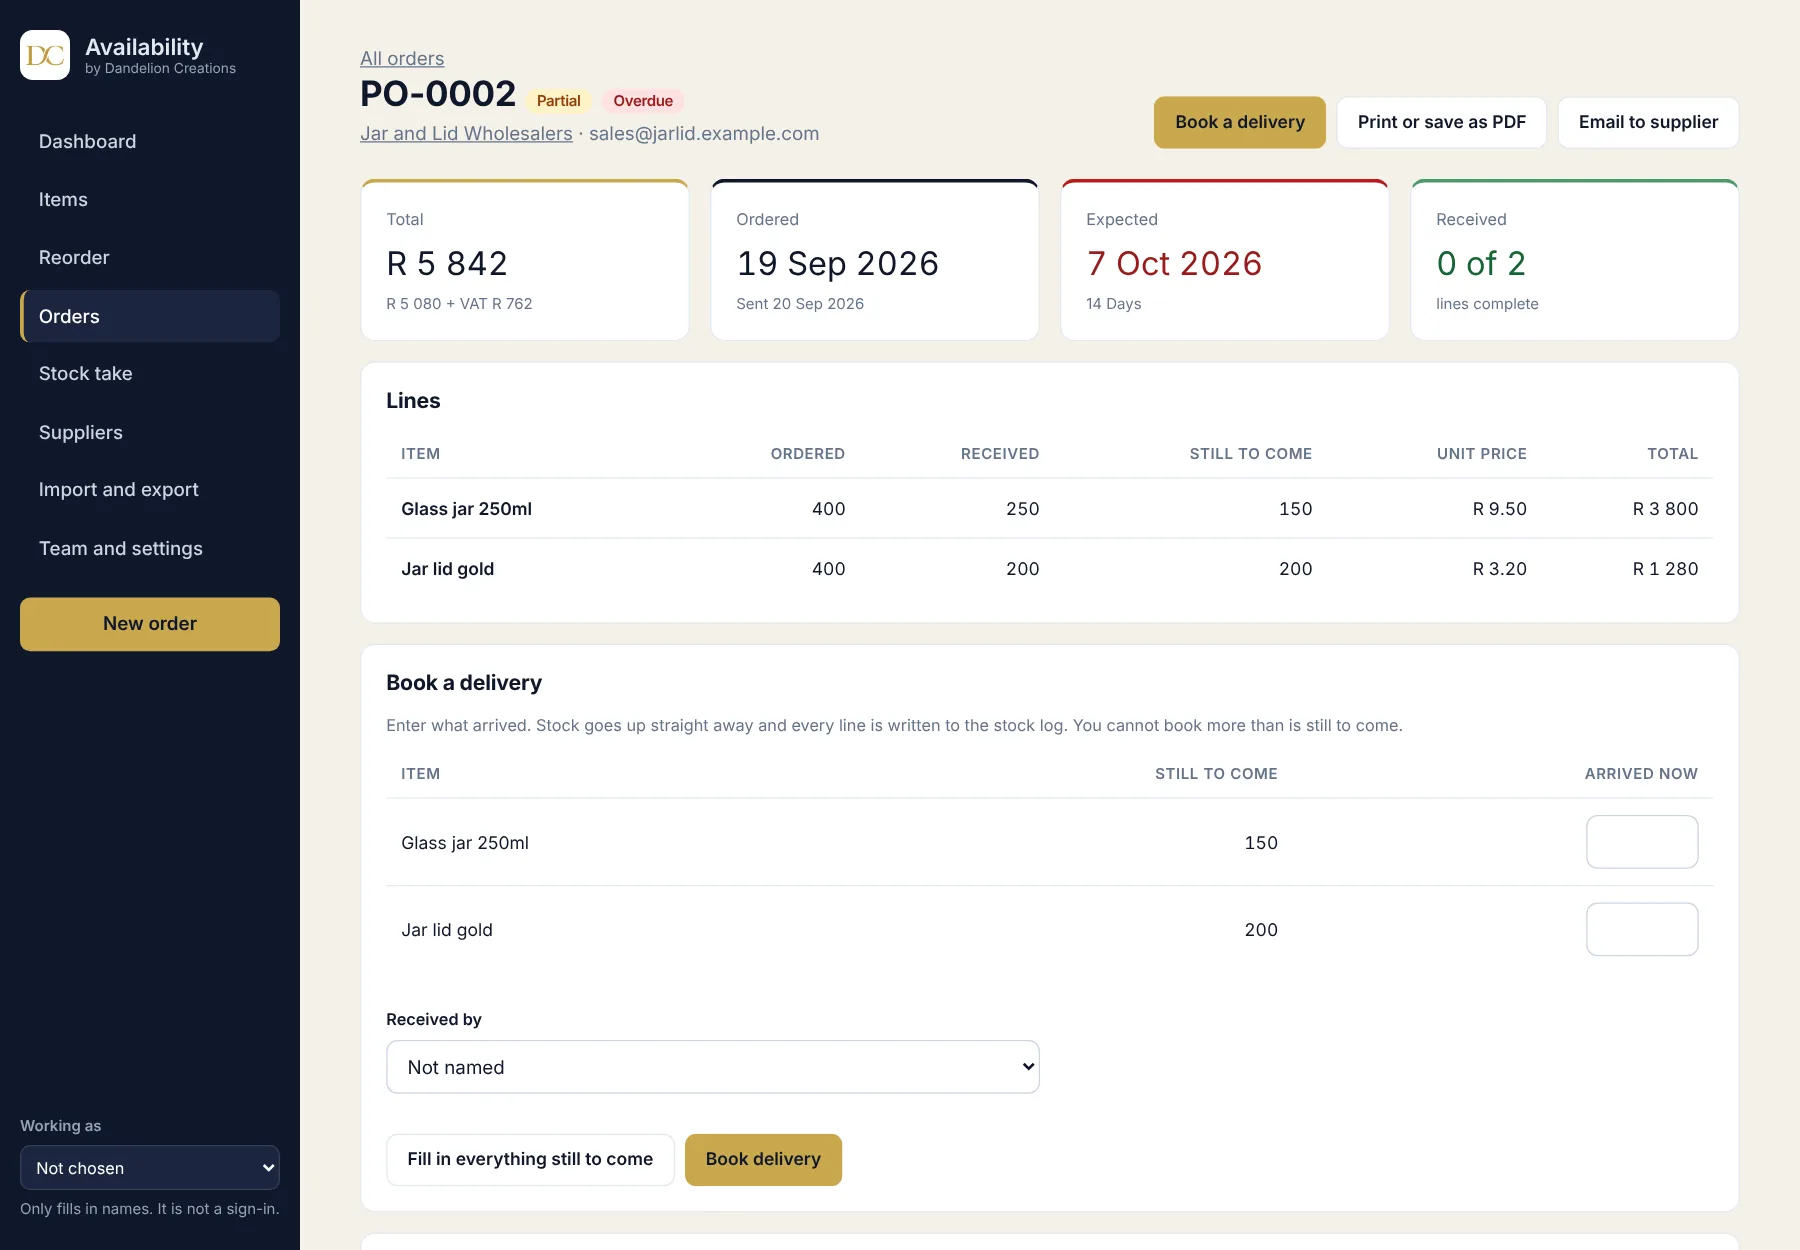 DC
Availability
by Dandelion Creations
Dashboard
Items
Reorder
Orders
Stock take
Suppliers
Import and export
Team and settings
New order
Working as
Not chosen
Only fills in names. It is not a sign-in.
All orders
PO-0002 Partial Overdue
Jar and Lid Wholesalers · sales@jarlid.example.com
Book a delivery Print or save as PDF Email to supplier
Total
R 5 842
R 5 080 + VAT R 762
Ordered
19 Sep 2026
Sent 20 Sep 2026
Expected
7 Oct 2026
14 Days
Received
0 of 2
lines complete
Lines
ITEM ORDERED RECEIVED STILL TO COME UNIT PRICE TOTAL
Glass jar 250ml 400 250 150 R 9.50 R 3 800
Jar lid gold 400 200 200 R 3.20 R 1 280
Book a delivery
Enter what arrived. Stock goes up straight away and every line is written to the stock log. You cannot book more than is still to come.
ITEM STILL TO COME ARRIVED NOW
Glass jar 250ml 150
Jar lid gold 200
Received by
Not named
Fill in everything still to come Book delivery